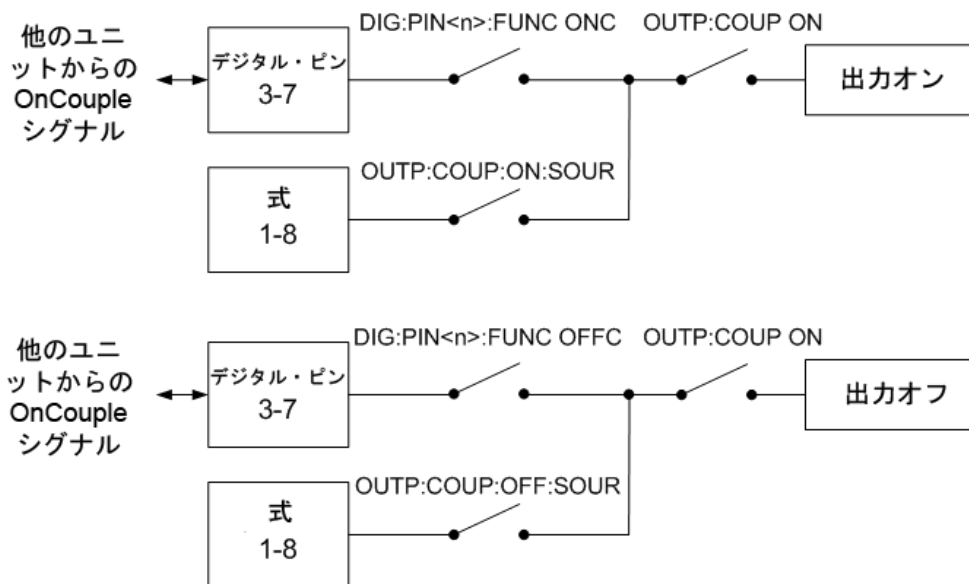 他のユニ
ットからの
OnCouple
シグナル
デジタル・ピン
3-7
DIG:PIN<n>:FUNC ONC
OUTP:COUP ON
出力オン
式
1-8
OUTP:COUP:ON:SOUR
他のユニ
ットからの
OnCouple
シグナル
デジタル・ピン
3-7
DIG:PIN<n>:FUNC OFFC
OUTP:COUP ON
出力オフ
式
1-8
OUTP:COUP:OFF:SOUR